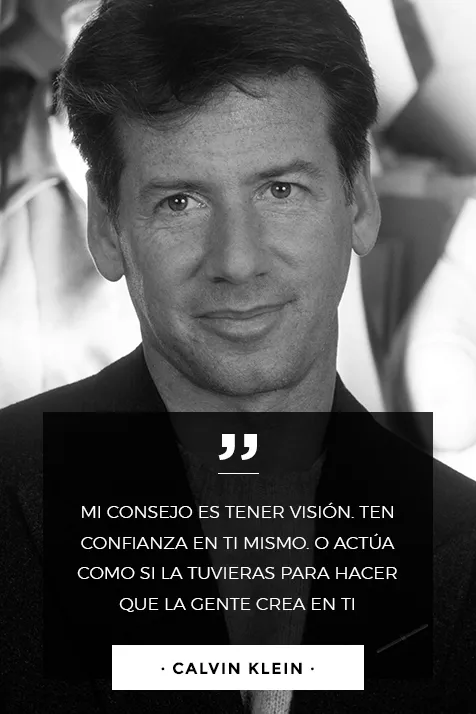 ”
MI CONSEJO ES TENER VISIÓN. TEN
CONFIANZA EN TI MISMO. O ACTÚA
COMO SI LA TUVIERAS PARA HACER
QUE LA GENTE CREA EN TI
· CALVIN KLEIN ·